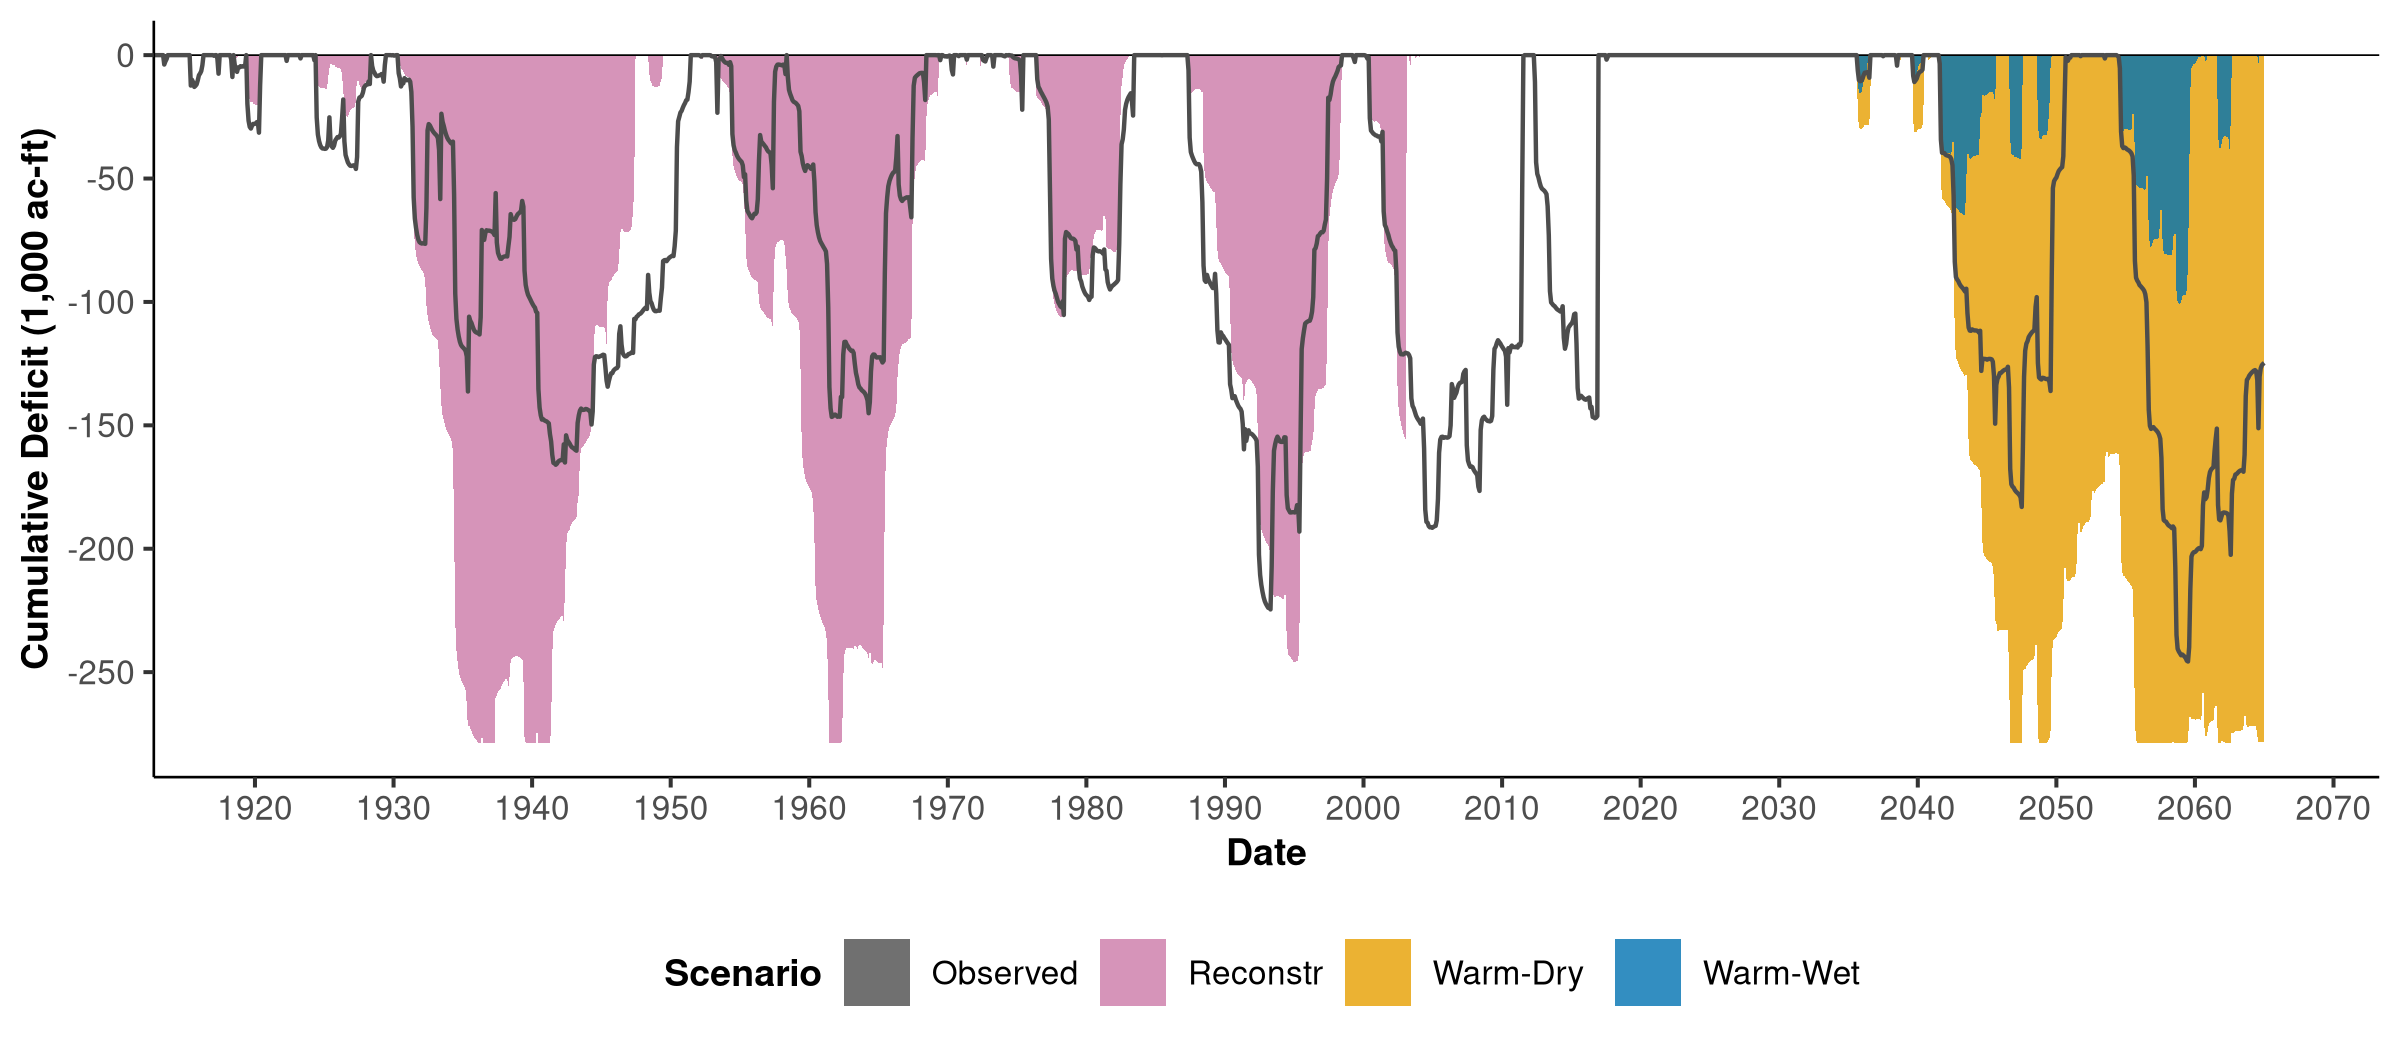 Cumulative Deficit (1,000 ac-ft)
0
-50
-100
-150
-200
-250
1920 1930 1940 1950 1960 1970 1980 1990 2000 2010 2020 2030 2040 2050 2060 2070
Date
Scenario Observed Reconstr Warm-Dry Warm-Wet